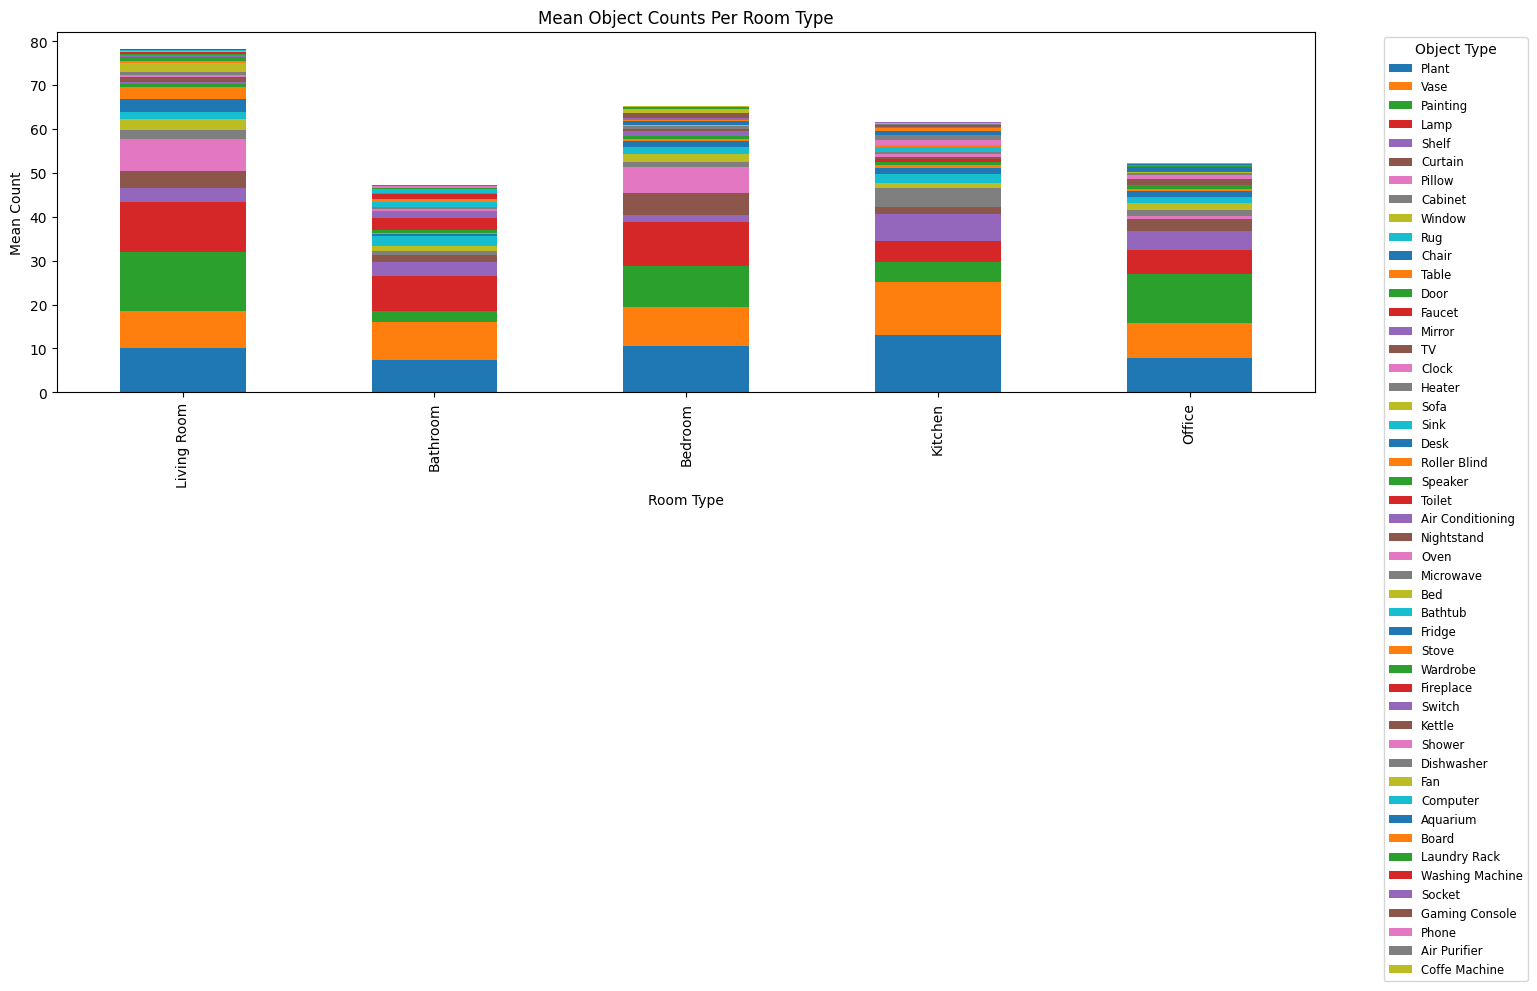 Mean Object Counts Per Room Type
Mean Count
80
70
60
50
40
30
20
10
0
Living Room
Bathroom
Bedroom
Kitchen
Office
Room Type
Object Type
Plant
Vase
Painting
Lamp
Shelf
Curtain
Pillow
Cabinet
Window
Rug
Chair
Table
Door
Faucet
Mirror
TV
Clock
Heater
Sofa
Sink
Desk
Roller Blind
Speaker
Toilet
Air Conditioning
Nightstand
Oven
Microwave
Bed
Bathtub
Fridge
Stove
Wardrobe
Fireplace
Switch
Kettle
Shower
Dishwasher
Fan
Computer
Aquarium
Board
Laundry Rack
Washing Machine
Socket
Gaming Console
Phone
Air Purifier
Coffe Machine